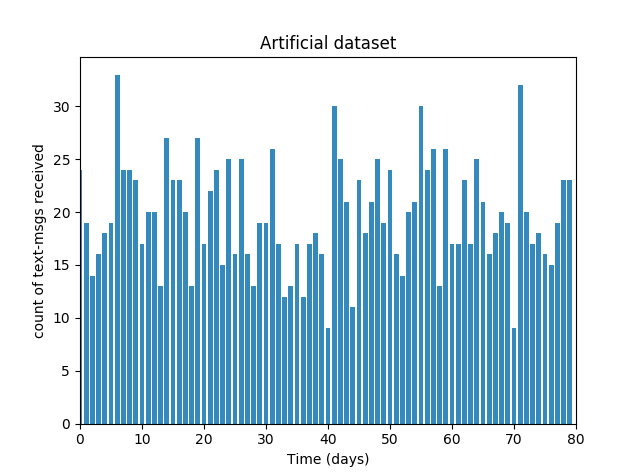 Artificial dataset
30
25
20
15
10
5
0
count of text-msgs received
0 10 20 30 40 50 60 70 80
Time (days)